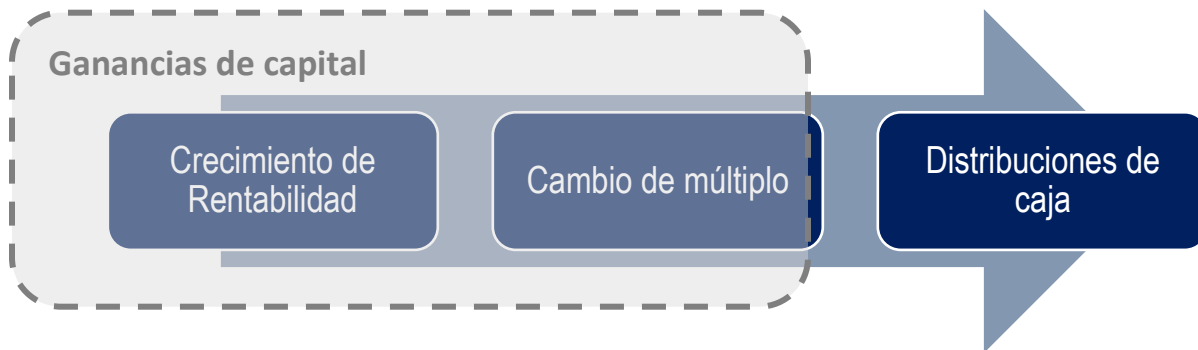 Ganancias de capital
Crecimiento de
Rentabilidad
Cambio de múltiplo
Distribuciones de
caja